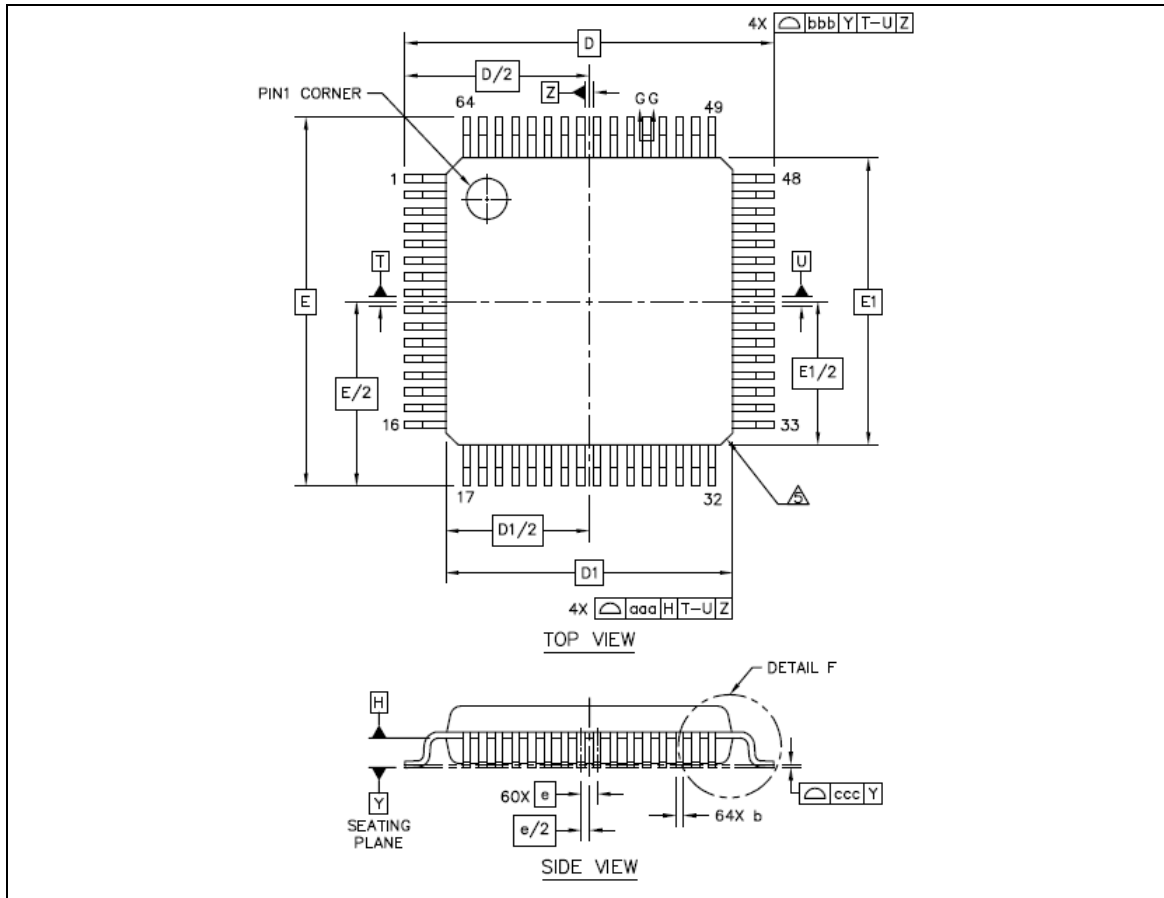 4X ⌓ bbb Y T-U Z
D
D/2
Z
GG
PIN1 CORNER
64
49
1
48
T
U
E
E1
E/2
E1/2
16
33
17
32
5
D1/2
D1
4X ⌓ aaa H T-U Z
TOP VIEW
DETAIL F
H
Y
SEATING
PLANE
60X e
e/2
64X b
⌓ ccc Y
SIDE VIEW